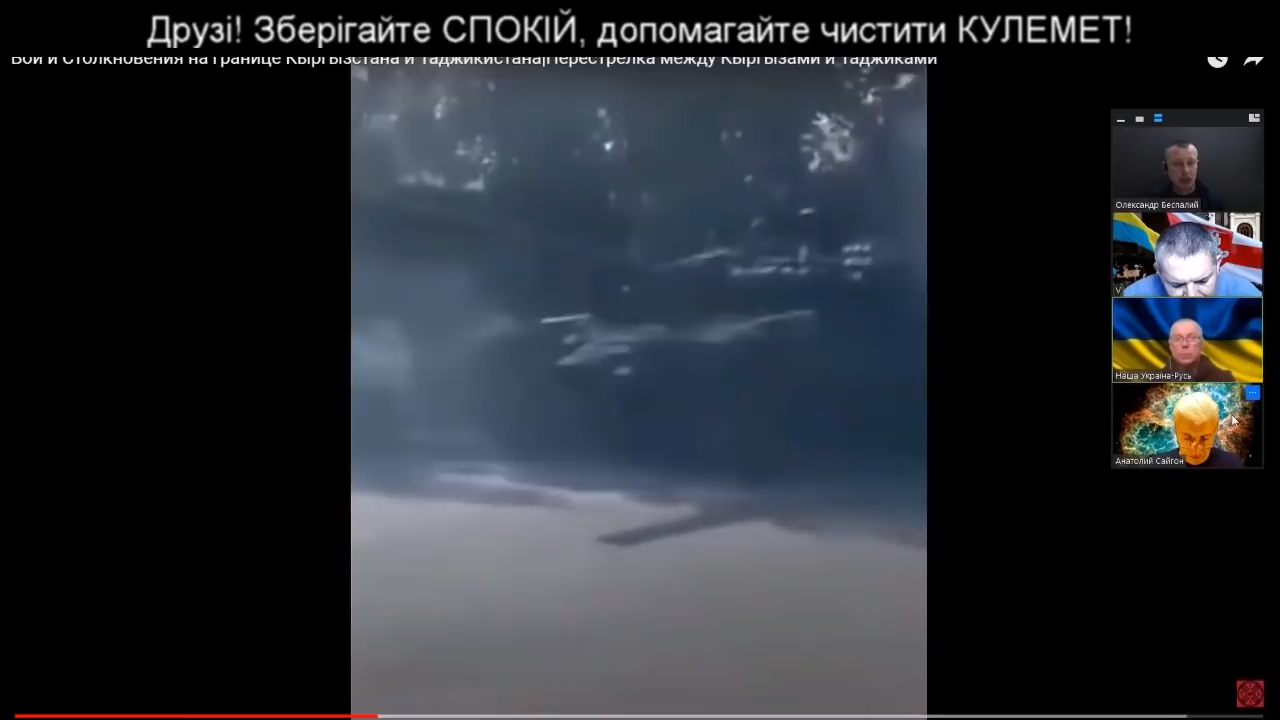 Друзі! Зберігайте СПОКІЙ, допомагайте чистити КУЛЕМЕТ!
Бои и Столкновения на границе Кыргызстана и Таджикистана|Перестрелка между Кыргызами и Таджиками
Олександр Беспалий
V
Наша Україна-Русь
Анатолий Сайгон